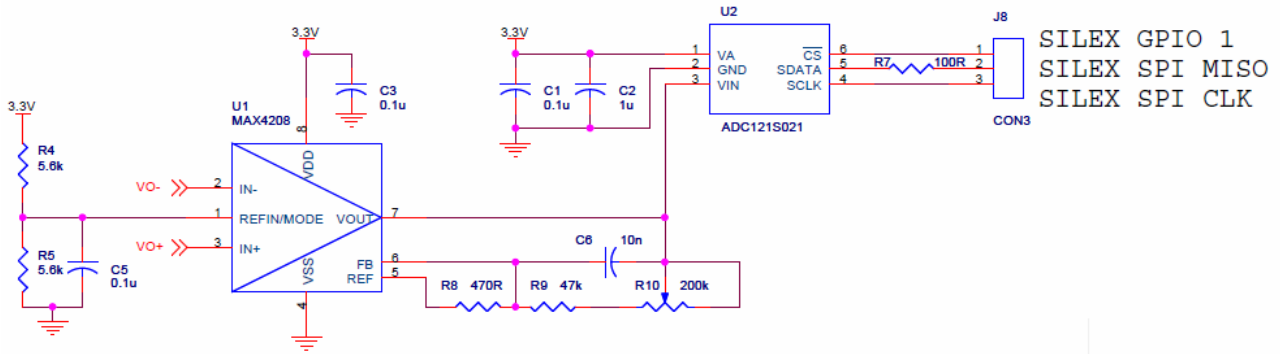 U2
J8
3.3V
3.3V
1
VA
CS
6
1
SILEX GPIO 1
2
GND
SDATA
5
R7
100R
2
SILEX SPI MISO
3
VIN
SCLK
4
3
SILEX SPI CLK
C3
0.1u
C1
0.1u
C2
1u
3.3V
U1
MAX4208
ADC121S021
CON3
8
VDD
R4
5.6k
VO-
2
IN-
1
REFIN/MODE
VOUT
7
VO+
3
IN+
R5
5.6k
C5
0.1u
VSS
4
FB
6
REF
5
C6
10n
R8
470R
R9
47k
R10
200k